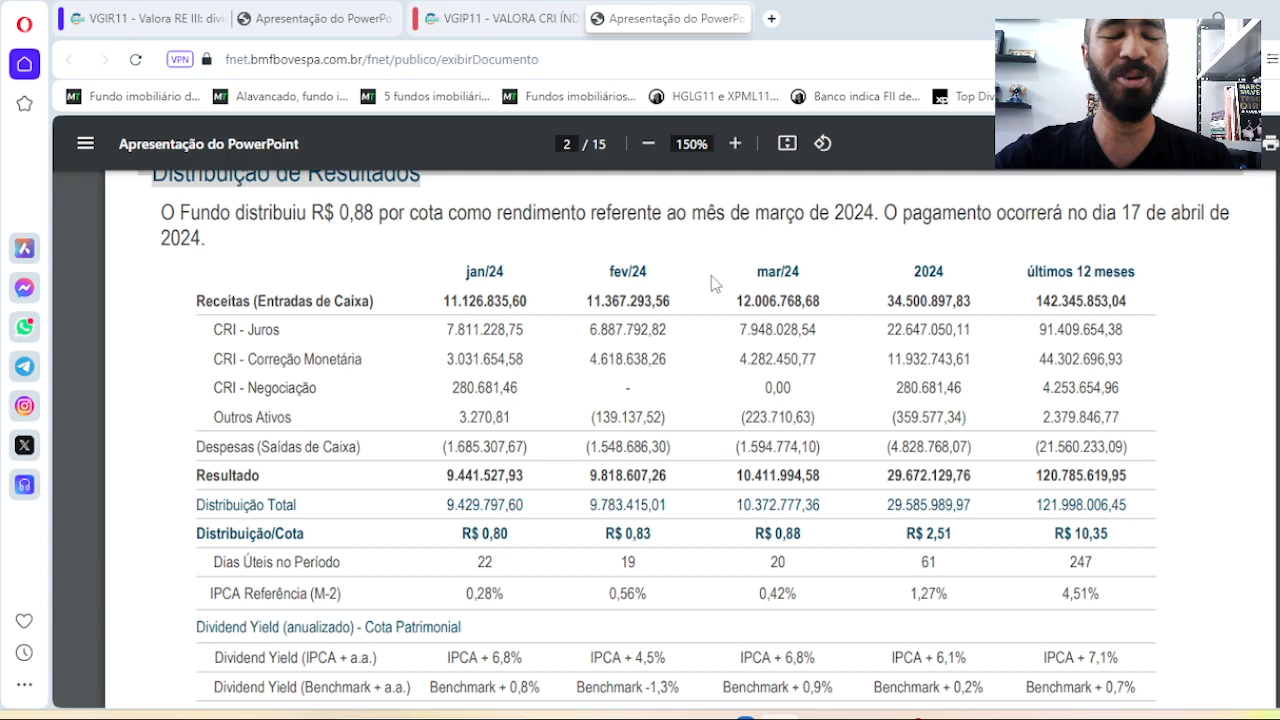 VGIR11 - Valora RE III: divi
Apresentação do PowerPo
VGIP11 - VALORA CRI ÍND
Apresentação do PowerPo
VPN
fnet.bmfbovespa.com.br/fnet/publico/exibirDocumento
Fundo imobiliário d...
Alavancado, fundo i...
5 fundos imobiliári...
Fundos imobiliários...
HGLG11 e XPML11...
Banco indica FII de...
Top Div
Apresentação do PowerPoint
2 / 15
150%
Distribuição de Resultados
O Fundo distribuiu R$ 0,88 por cota como rendimento referente ao mês de março de 2024. O pagamento ocorrerá no dia 17 de abril de
2024.
jan/24 fev/24 mar/24 2024 últimos 12 meses
Receitas (Entradas de Caixa) 11.126.835,60 11.367.293,56 12.006.768,68 34.500.897,83 142.345.853,04
CRI - Juros 7.811.228,75 6.887.792,82 7.948.028,54 22.647.050,11 91.409.654,38
CRI - Correção Monetária 3.031.654,58 4.618.638,26 4.282.450,77 11.932.743,61 44.302.696,93
CRI - Negociação 280.681,46 - 0,00 280.681,46 4.253.654,96
Outros Ativos 3.270,81 (139.137,52) (223.710,63) (359.577,34) 2.379.846,77
Despesas (Saídas de Caixa) (1.685.307,67) (1.548.686,30) (1.594.774,10) (4.828.768,07) (21.560.233,09)
Resultado 9.441.527,93 9.818.607,26 10.411.994,58 29.672.129,76 120.785.619,95
Distribuição Total 9.429.797,60 9.783.415,01 10.372.777,36 29.585.989,97 121.998.006,45
Distribuição/Cota R$ 0,80 R$ 0,83 R$ 0,88 R$ 2,51 R$ 10,35
Dias Úteis no Período 22 19 20 61 247
IPCA Referência (M-2) 0,28% 0,56% 0,42% 1,27% 4,51%
Dividend Yield (anualizado) - Cota Patrimonial
Dividend Yield (IPCA + a.a.) IPCA + 6,8% IPCA + 4,5% IPCA + 6,8% IPCA + 6,1% IPCA + 7,1%
Dividend Yield (Benchmark + a.a.) Benchmark + 0,8% Benchmark -1,3% Benchmark + 0,9% Benchmark + 0,2% Benchmark + 0,7%